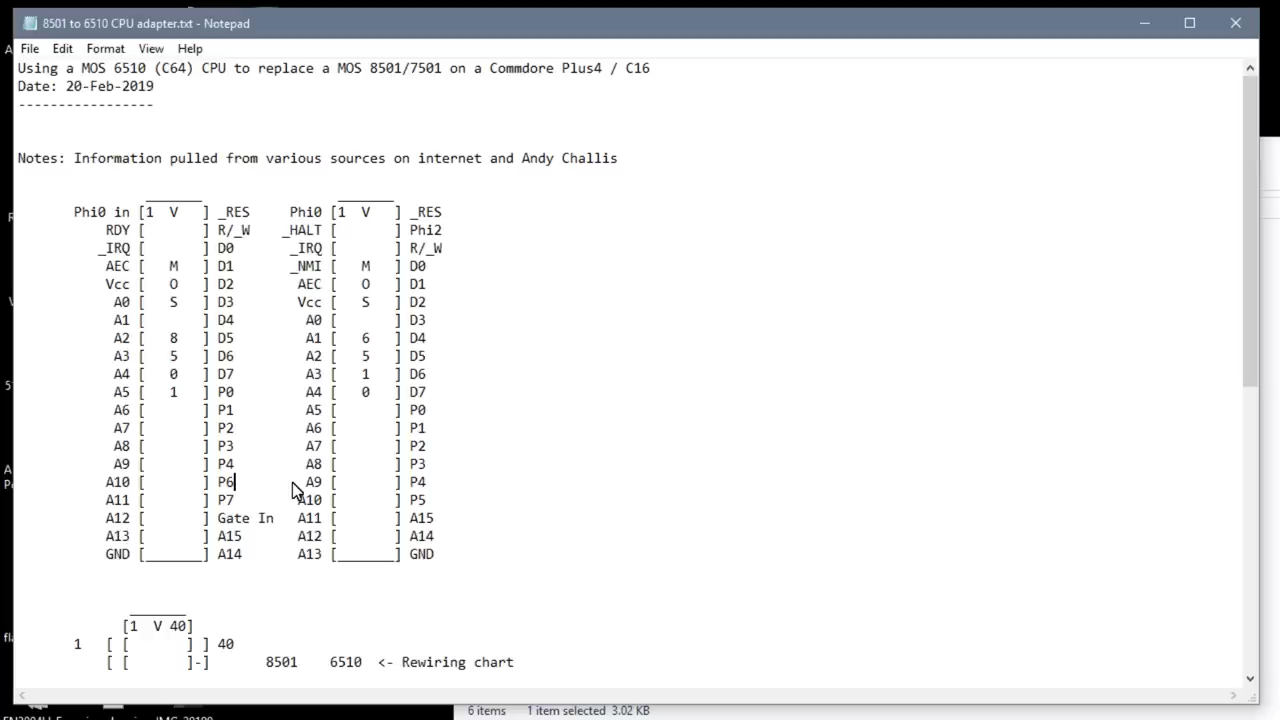 8501 to 6510 CPU adapter.txt - Notepad
File Edit Format View Help
Using a MOS 6510 (C64) CPU to replace a MOS 8501/7501 on a Commdore Plus4 / C16
Date: 20-Feb-2019
-----------------
Notes: Information pulled from various sources on internet and Andy Challis
Phi0 in [1 V ] _RES Phi0 [1 V ] _RES
RDY [ ] R/_W _HALT [ ] Phi2
_IRQ [ ] D0 _IRQ [ ] R/_W
AEC [ M ] D1 _NMI [ M ] D0
Vcc [ O ] D2 AEC [ O ] D1
A0 [ S ] D3 Vcc [ S ] D2
A1 [ ] D4 A0 [ ] D3
A2 [ 8 ] D5 A1 [ 6 ] D4
A3 [ 5 ] D6 A2 [ 5 ] D5
A4 [ 0 ] D7 A3 [ 1 ] D6
A5 [ 1 ] P0 A4 [ 0 ] D7
A6 [ ] P1 A5 [ ] P0
A7 [ ] P2 A6 [ ] P1
A8 [ ] P3 A7 [ ] P2
A9 [ ] P4 A8 [ ] P3
A10 [ ] P6 A9 [ ] P4
A11 [ ] P7 A10 [ ] P5
A12 [ ] Gate In A11 [ ] A15
A13 [ ] A15 A12 [ ] A14
GND [_______] A14 A13 [_______] GND
[1 V 40]
1 [ [ ] ] 40
[ [ ]-] 8501 6510 <- Rewiring chart
6 items 1 item selected 3.02 KB